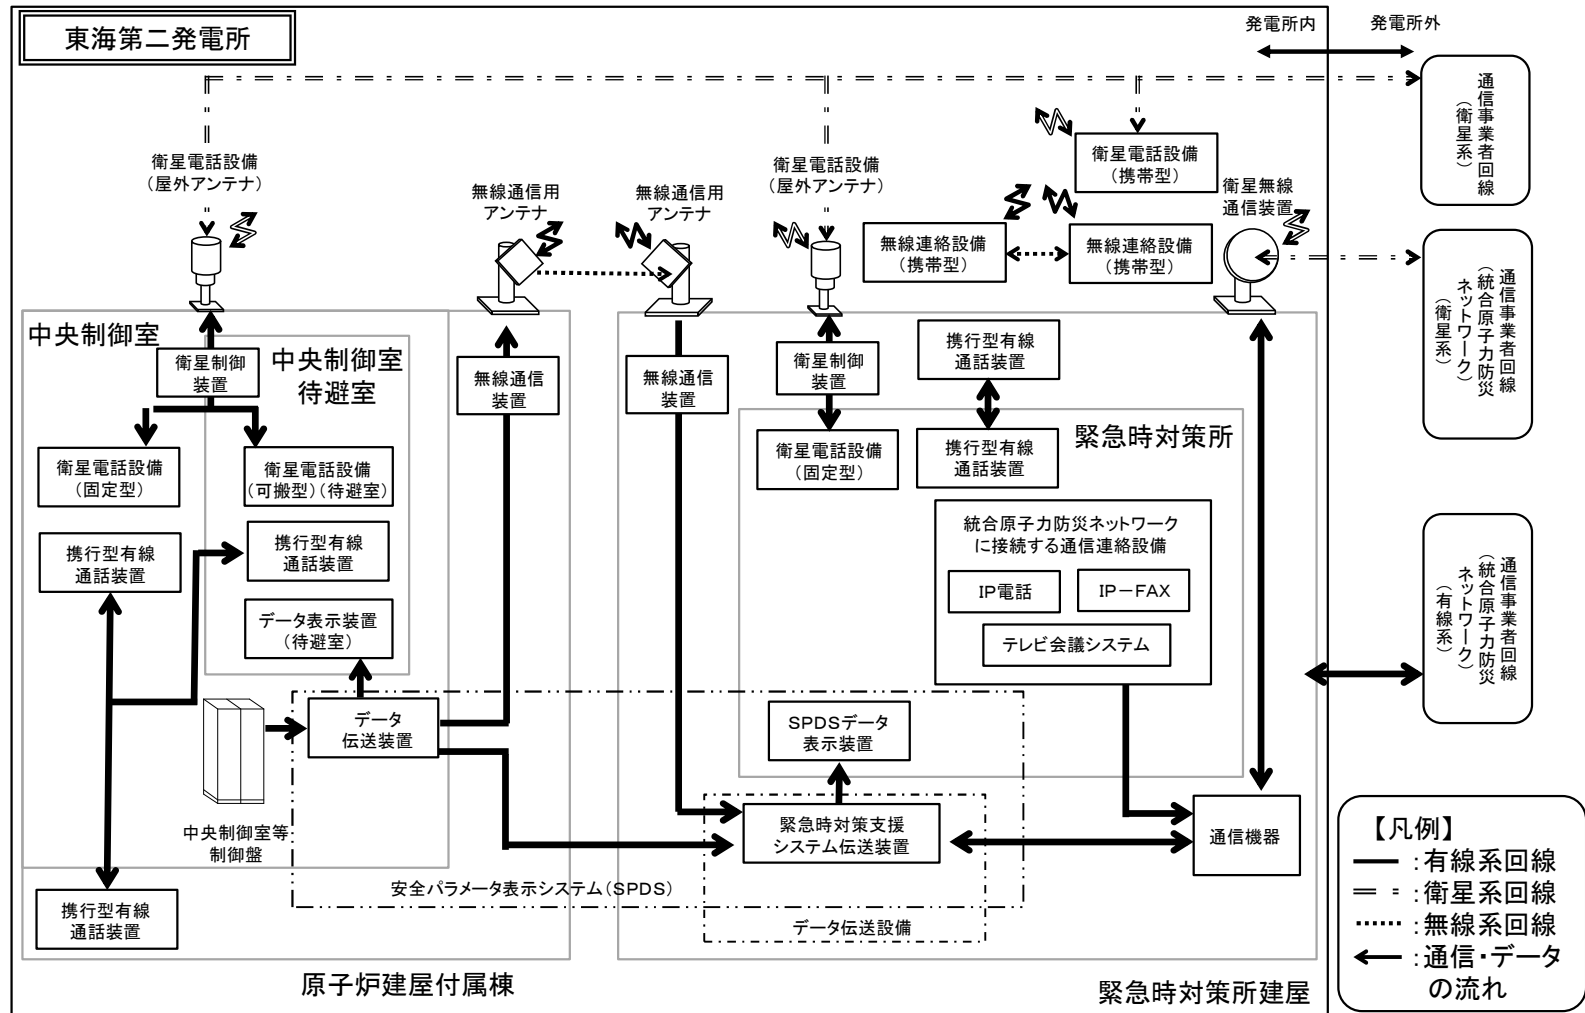 東海第二発電所
発電所内
発電所外
通信事業者回線
（衛星系）
衛星電話設備
（屋外アンテナ）
無線通信用
アンテナ
無線通信用
アンテナ
衛星電話設備
（屋外アンテナ）
衛星電話設備
（携帯型）
無線連絡設備
（携帯型）
無線連絡設備
（携帯型）
衛星無線
通信装置
通信事業者回線
（統合原子力防災
ネットワーク）
（衛星系）
中央制御室
中央制御室
待避室
衛星制御
装置
無線通信
装置
無線通信
装置
衛星制御
装置
携行型有線
通話装置
緊急時対策所
衛星電話設備
（固定型）
衛星電話設備
（可搬型）（待避室）
衛星電話設備
（固定型）
携行型有線
通話装置
携行型有線
通話装置
携行型有線
通話装置
統合原子力防災ネットワーク
に接続する通信連絡設備
IP電話
IP－FAX
テレビ会議システム
通信事業者回線
（統合原子力防災
ネットワーク）
（有線系）
データ表示装置
（待避室）
データ
伝送装置
SPDSデータ
表示装置
中央制御室等
制御盤
緊急時対策支援
システム伝送装置
通信機器
安全パラメータ表示システム（SPDS）
データ伝送設備
携行型有線
通話装置
原子炉建屋付属棟
緊急時対策所建屋
【凡例】
：有線系回線
：衛星系回線
：無線系回線
：通信・データ
の流れ